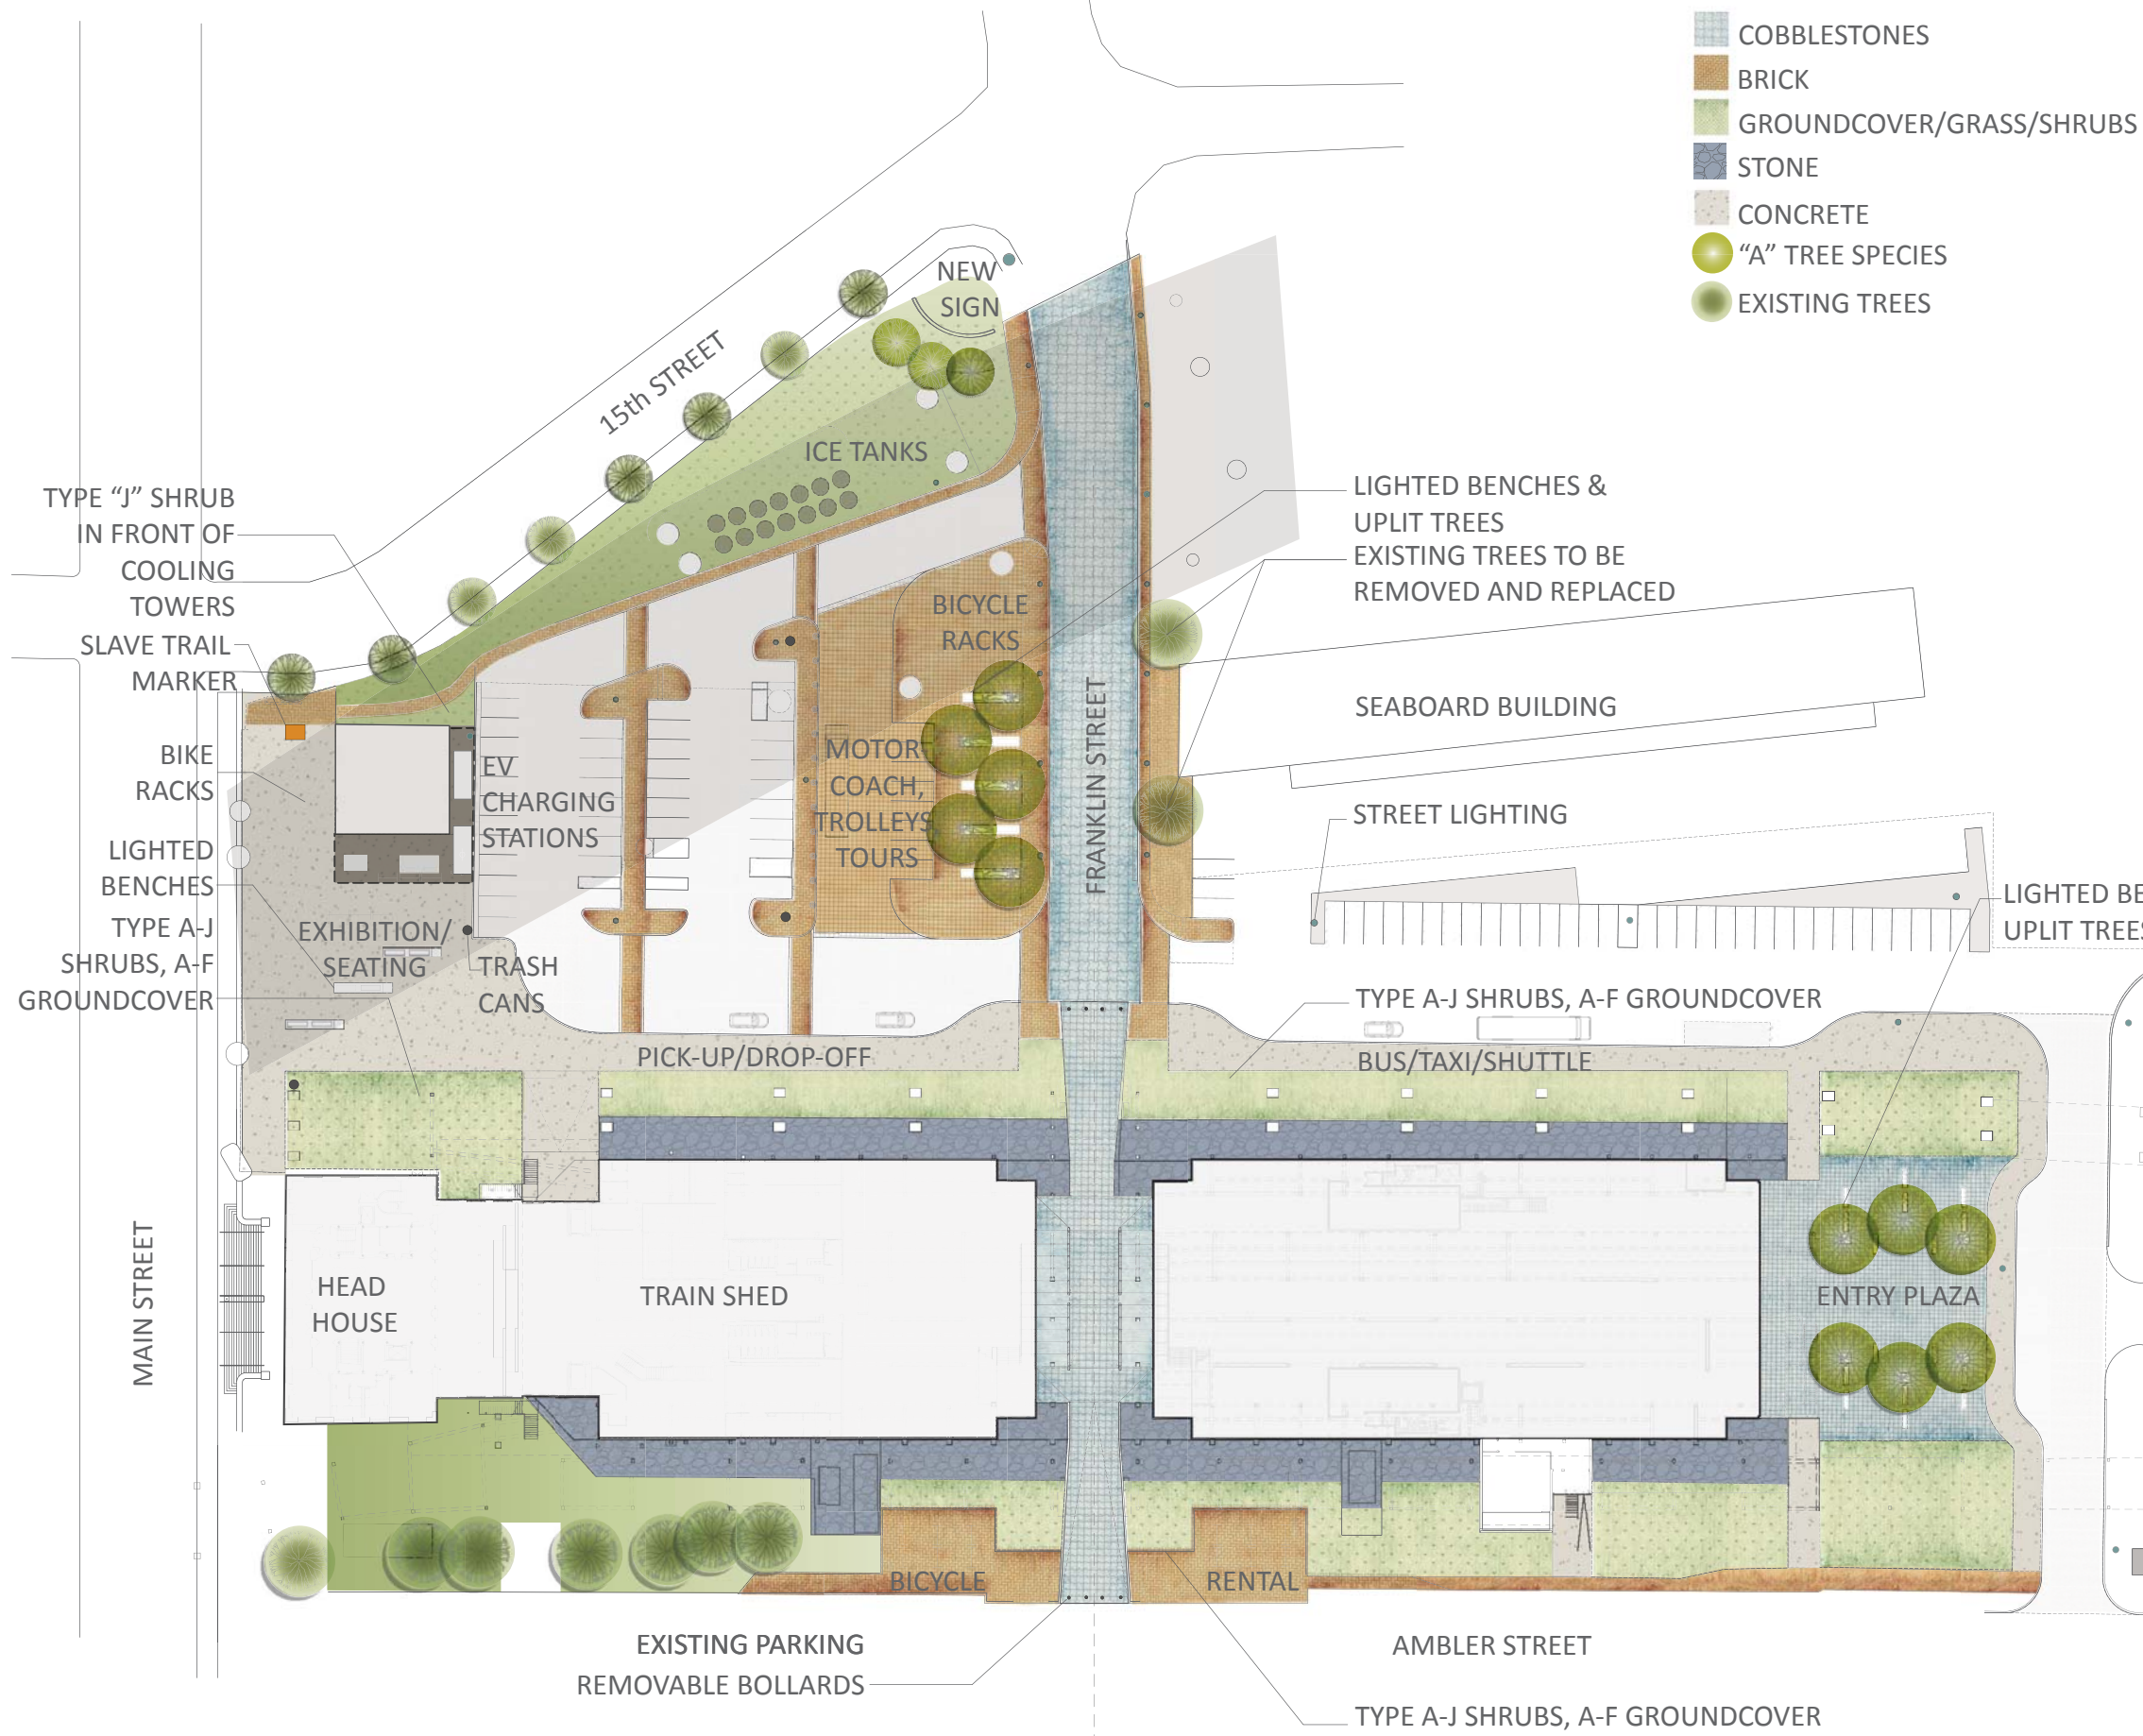 COBBLESTONES
BRICK
GROUNDCOVER/GRASS/SHRUBS
STONE
CONCRETE
“A” TREE SPECIES
EXISTING TREES
NEW
SIGN
15th STREET
ICE TANKS
TYPE “J” SHRUB
IN FRONT OF
COOLING
TOWERS
SLAVE TRAIL
MARKER
BIKE
RACKS
LIGHTED
BENCHES
TYPE A-J
SHRUBS, A-F
GROUNDCOVER
LIGHTED BENCHES &
UPLIT TREES
EXISTING TREES TO BE
REMOVED AND REPLACED
BICYCLE
RACKS
SEABOARD BUILDING
FRANKLIN STREET
MOTOR
COACH,
TROLLEYS
TOURS
EV
CHARGING
STATIONS
STREET LIGHTING
LIGHTED BE
UPLIT TREES
EXHIBITION/
SEATING
TRASH
CANS
TYPE A-J SHRUBS, A-F GROUNDCOVER
PICK-UP/DROP-OFF
BUS/TAXI/SHUTTLE
MAIN STREET
HEAD
HOUSE
TRAIN SHED
ENTRY PLAZA
BICYCLE
RENTAL
EXISTING PARKING
REMOVABLE BOLLARDS
AMBLER STREET
TYPE A-J SHRUBS, A-F GROUNDCOVER